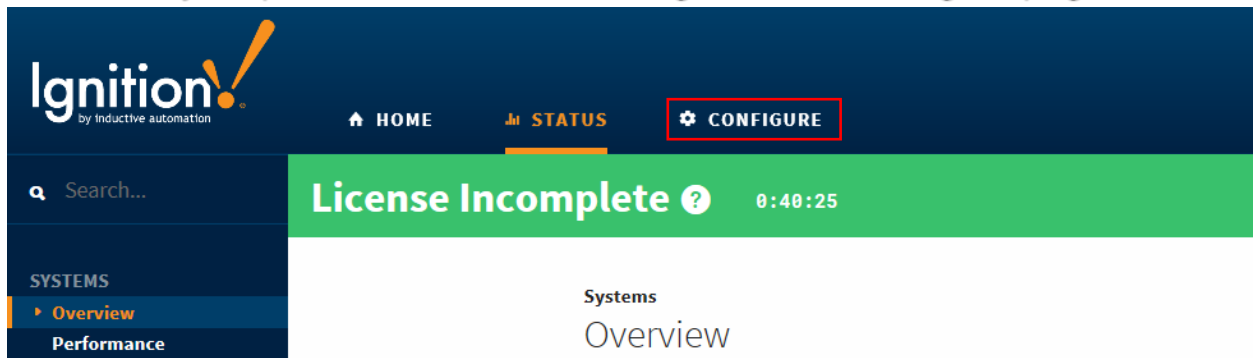 Ignition!
by inductive automation
HOME STATUS CONFIGURE
Search...
License Incomplete ? 0:40:25
SYSTEMS
Overview
Performance
Systems
Overview